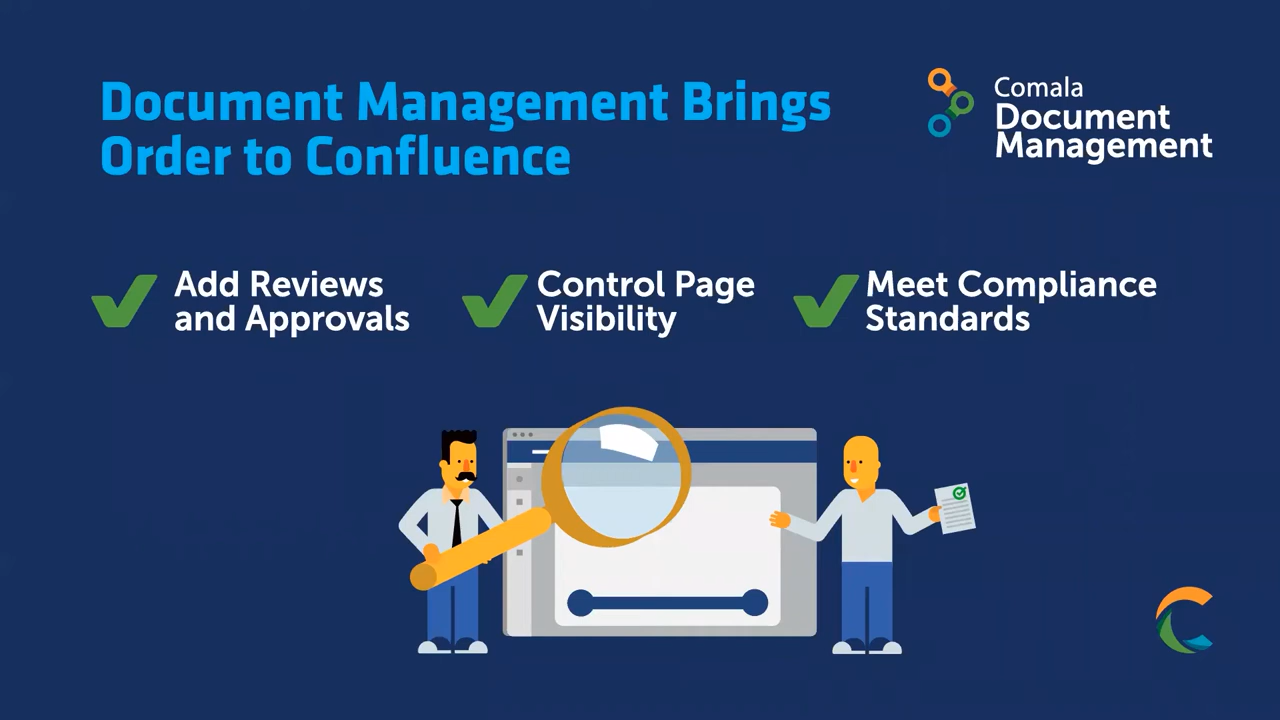 Document Management Brings
Order to Confluence
Comala
Document
Management
Add Reviews
and Approvals
Control Page
Visibility
Meet Compliance
Standards